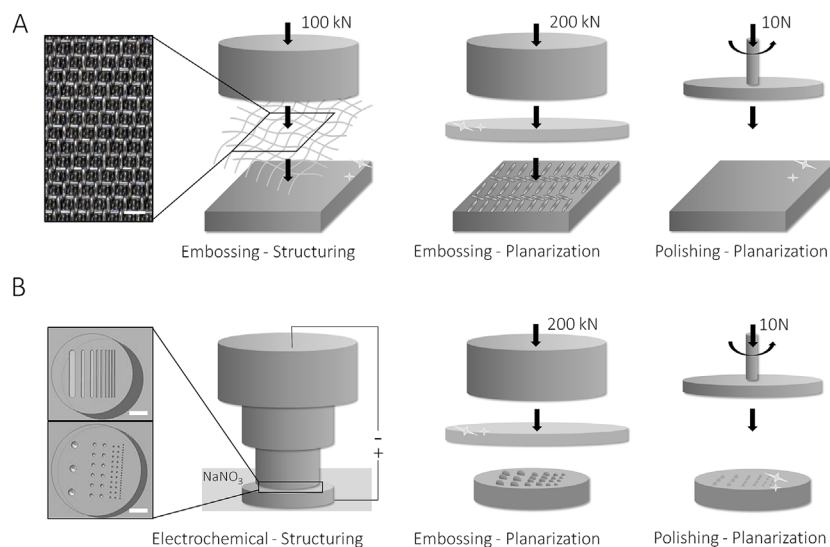 A
100 kN
200 kN
10N
Embossing - Structuring
Embossing - Planarization
Polishing - Planarization
B
200 kN
10N
−
+
NaNO₃
Electrochemical - Structuring
Embossing - Planarization
Polishing - Planarization